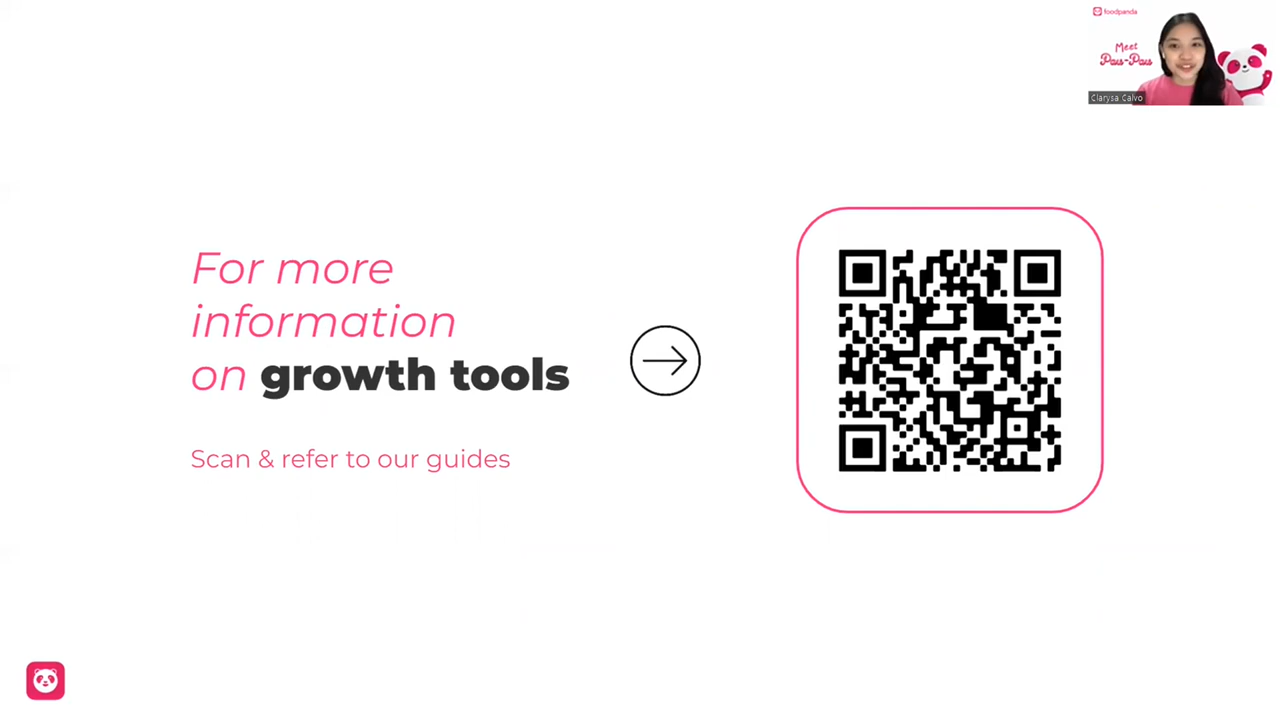 foodpanda
Meet
Pau-Pau
Clarysa Calvo
For more
information
on growth tools
Scan & refer to our guides